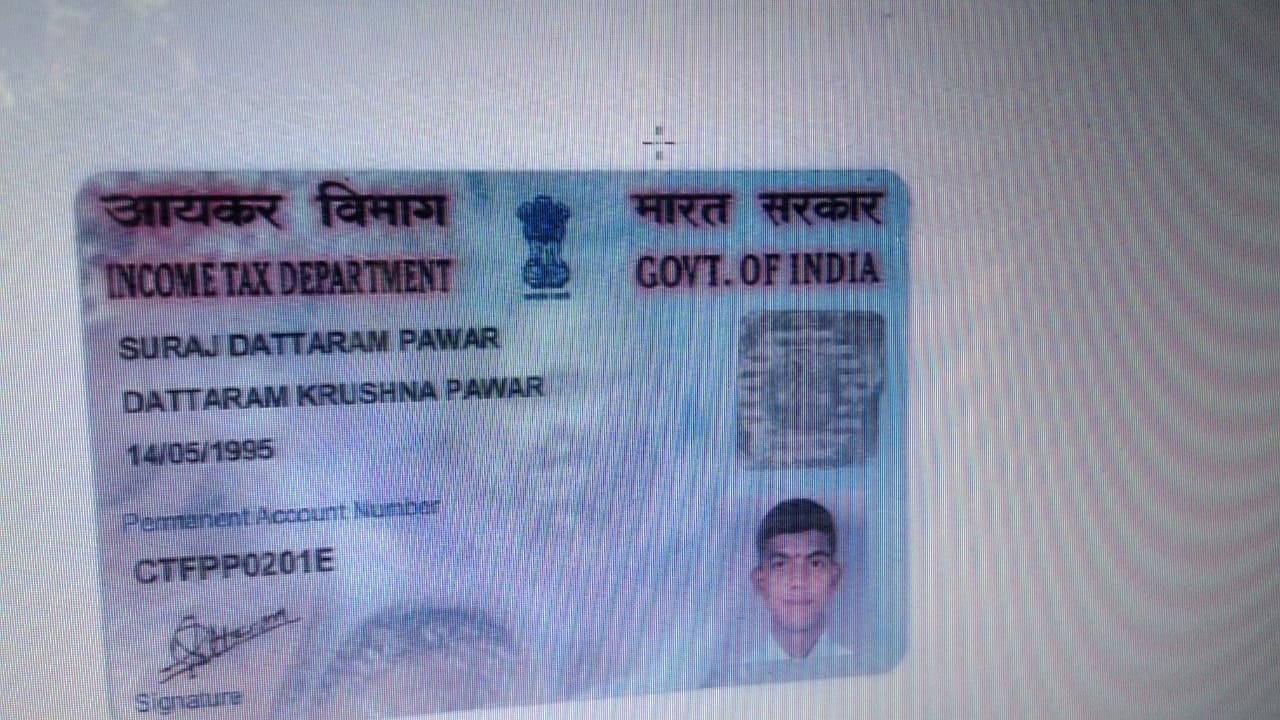 आयकर विभाग
भारत सरकार
INCOME TAX DEPARTMENT
GOVT. OF INDIA
SURAJ DATTARAM PAWAR
DATTARAM KRUSHNA PAWAR
14/05/1995
Permanent Account Number
CTFPP0201E
Signature